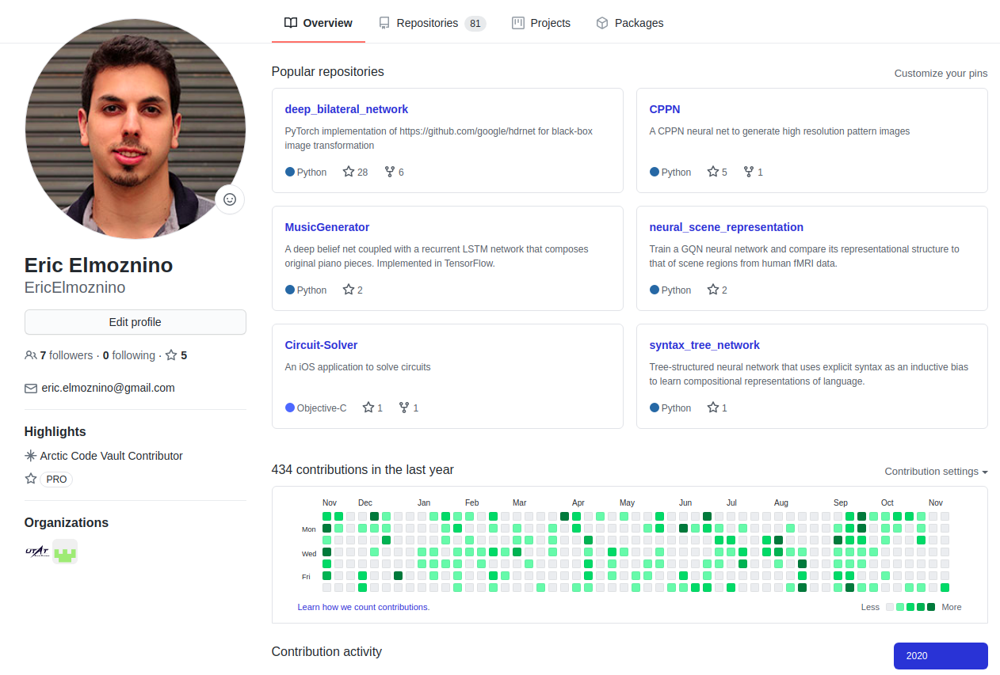 Overview
Repositories 81
Projects
Packages
Eric Elmoznino
EricElmoznino
Edit profile
7 followers · 0 following · 5
eric.elmoznino@gmail.com
Highlights
Arctic Code Vault Contributor
PRO
Organizations
UTAT
Popular repositories
Customize your pins
deep_bilateral_network
PyTorch implementation of https://github.com/google/hdrnet for black-box
image transformation
Python 28 6
CPPN
A CPPN neural net to generate high resolution pattern images
Python 5 1
MusicGenerator
A deep belief net coupled with a recurrent LSTM network that composes
original piano pieces. Implemented in TensorFlow.
Python 2
neural_scene_representation
Train a GQN neural network and compare its representational structure to
that of scene regions from human fMRI data.
Python 2
Circuit-Solver
An iOS application to solve circuits
Objective-C 1 1
syntax_tree_network
Tree-structured neural network that uses explicit syntax as an inductive bias
to learn compositional representations of language.
Python 1
434 contributions in the last year
Contribution settings
Nov Dec Jan Feb Mar Apr May Jun Jul Aug Sep Oct Nov
Mon
Wed
Fri
Learn how we count contributions.
Less More
Contribution activity
2020